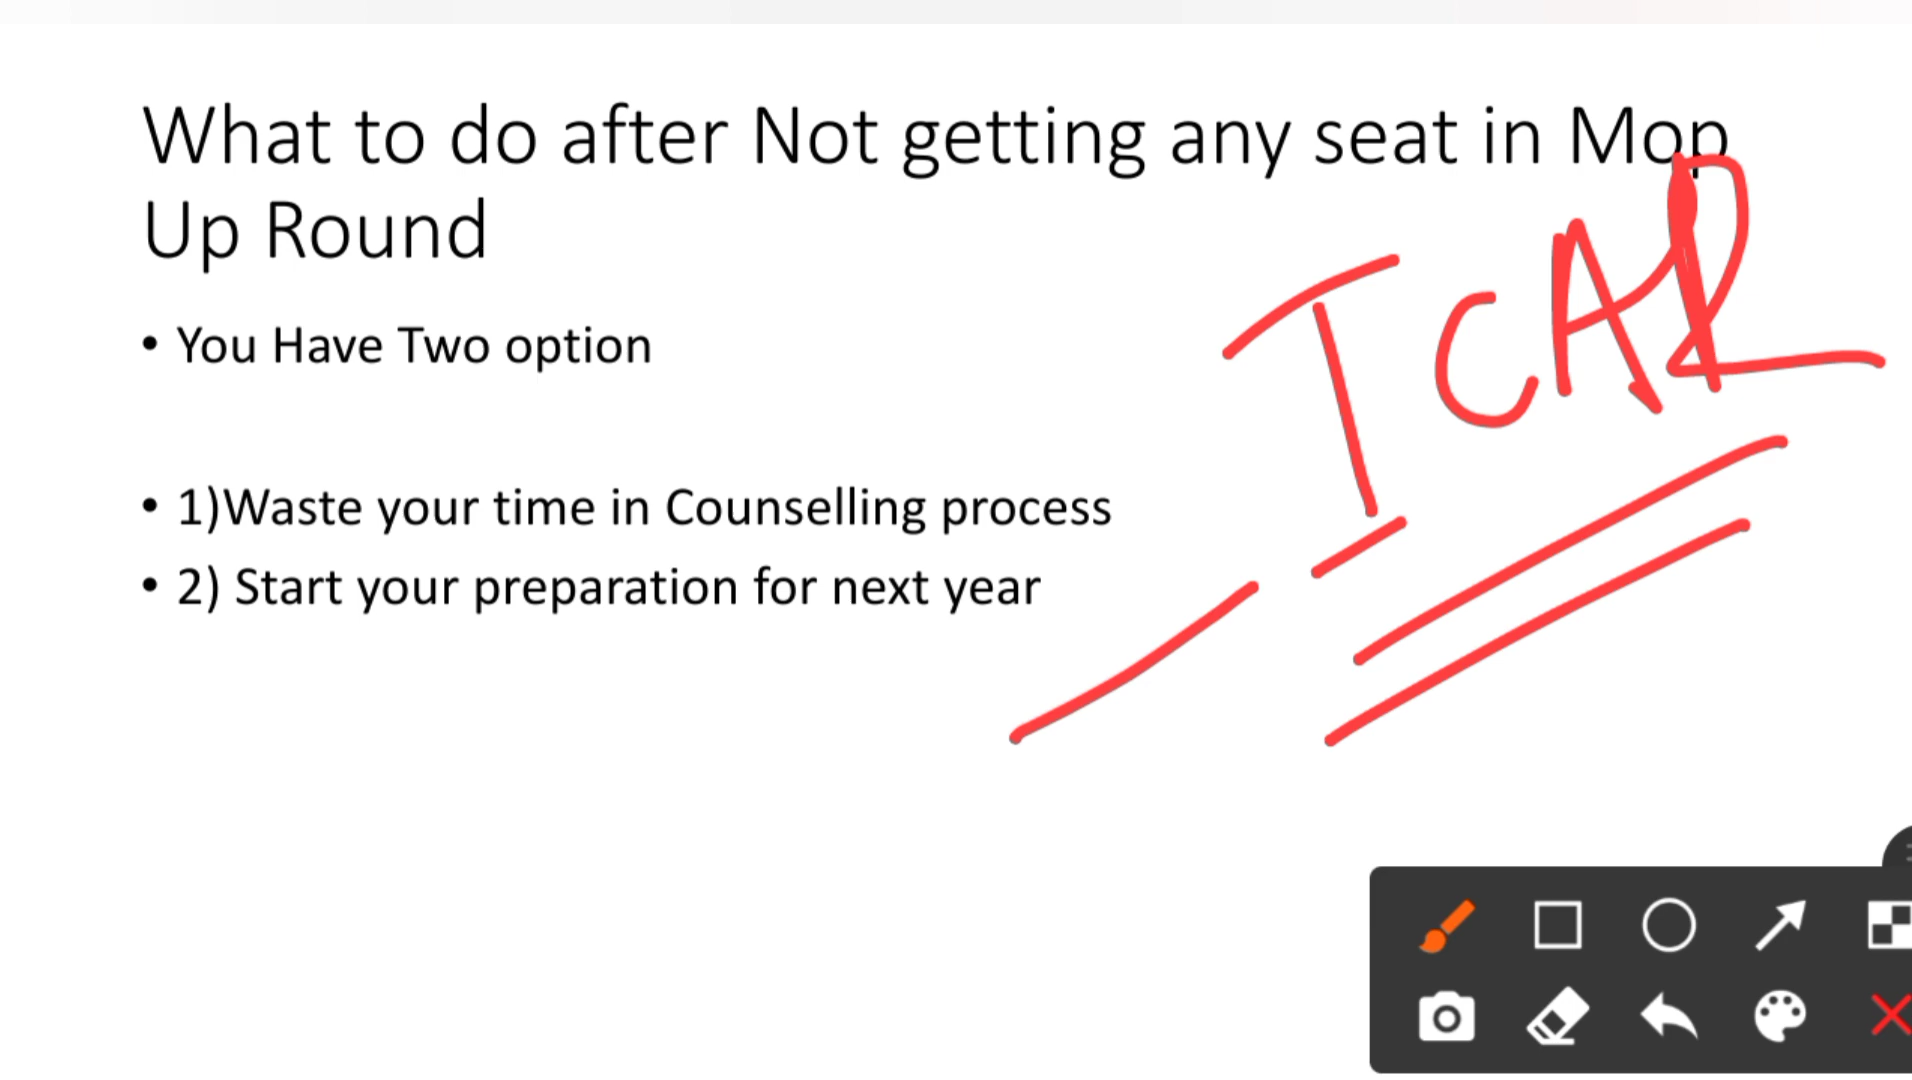 What to do after Not getting any seat in Mop
Up Round
• You Have Two option
ICAR
• 1)Waste your time in Counselling process
• 2) Start your preparation for next year